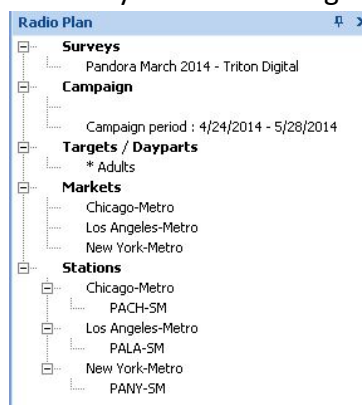 Radio Plan
Surveys
Pandora March 2014 - Triton Digital
Campaign
Campaign period : 4/24/2014 - 5/28/2014
Targets / Dayparts
* Adults
Markets
Chicago-Metro
Los Angeles-Metro
New York-Metro
Stations
Chicago-Metro
PACH-SM
Los Angeles-Metro
PALA-SM
New York-Metro
PANY-SM